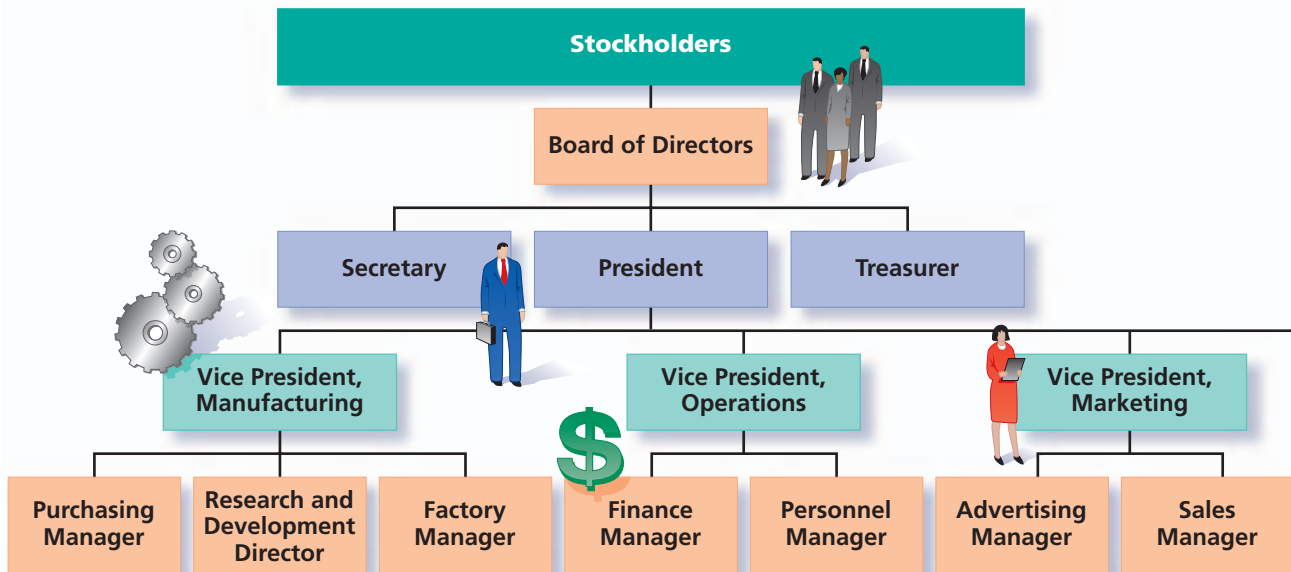 Stockholders
Board of Directors
Secretary
President
Treasurer
Vice President,
Manufacturing
Vice President,
Operations
Vice President,
Marketing
Purchasing
Manager
Research and
Development
Director
Factory
Manager
$
Finance
Manager
Personnel
Manager
Advertising
Manager
Sales
Manager